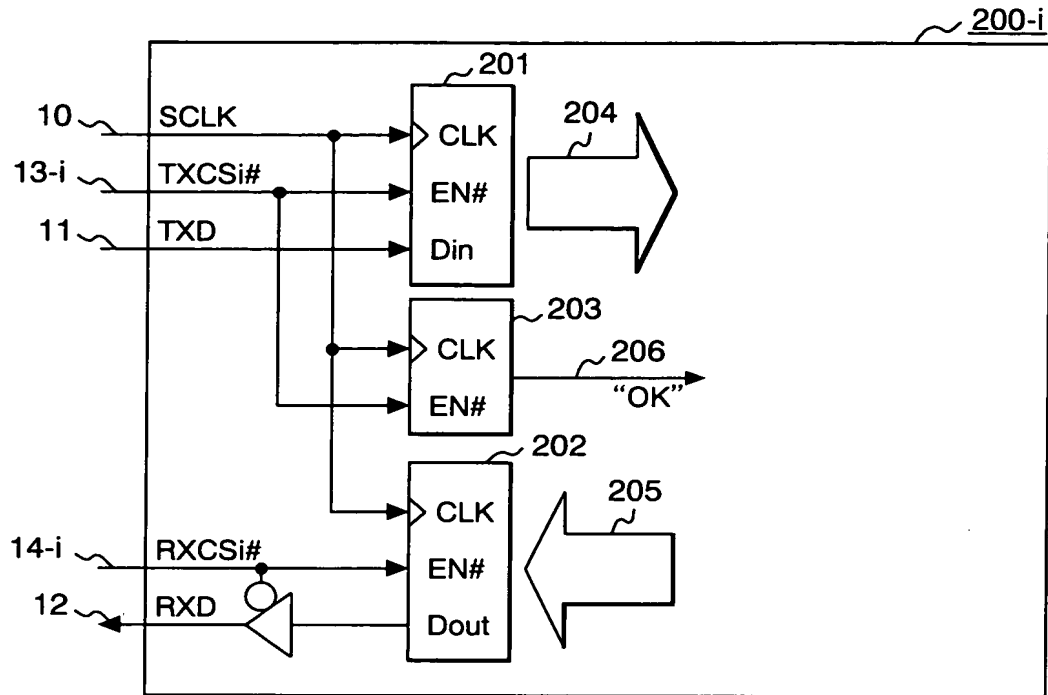 200-i
201
10 SCLK CLK 204
13-i TXCSi# EN#
11 TXD Din
203
CLK 206
"OK"
EN#
202
CLK 205
14-i RXCSi# EN#
12 RXD Dout